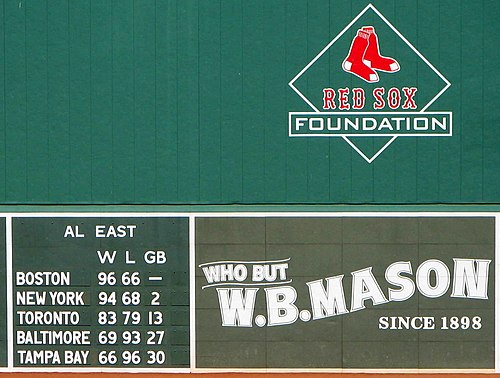 RED SOX
FOUNDATION
AL EAST
W L GB
BOSTON 96 66 —
NEW YORK 94 68 2
TORONTO 83 79 13
BALTIMORE 69 93 27
TAMPA BAY 66 96 30
WHO BUT
W.B.MASON
SINCE 1898